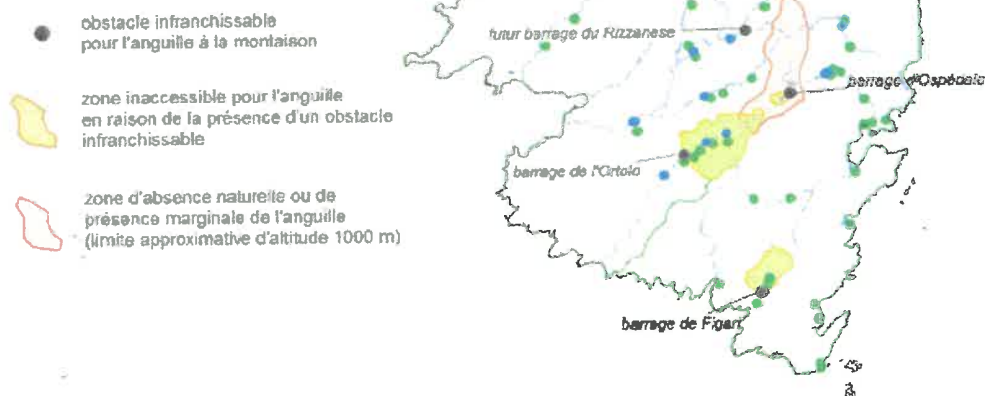 obstacle infranchissable
pour l'anguille à la montaison
zone inaccessible pour l'anguille
en raison de la présence d'un obstacle
infranchissable
zone d'absence naturelle ou de
présence marginale de l'anguille
(limite approximative d'altitude 1000 m)
futur barrage du Rizzanese
barrage d'Ospedale
barrage de l'Ortolo
barrage de Figari